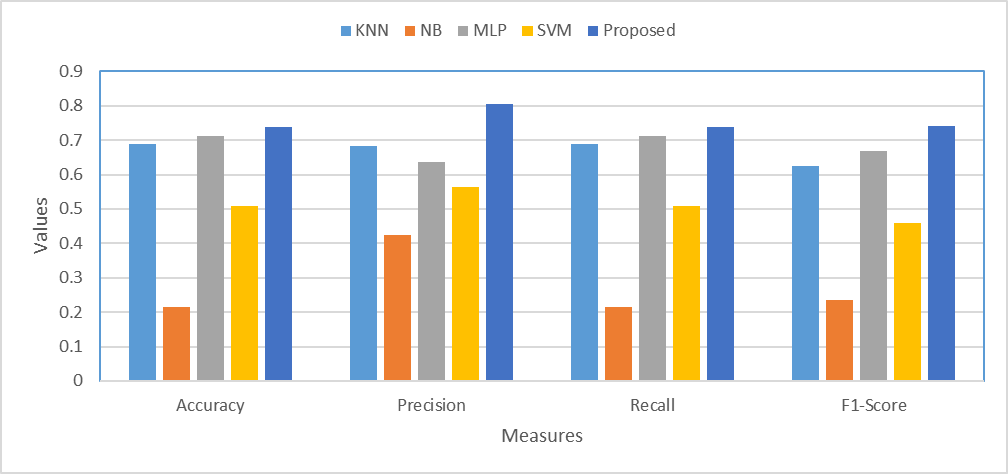 KNN NB MLP SVM Proposed
0.9
0.8
0.7
0.6
0.5
0.4
0.3
0.2
0.1
0
Values
Accuracy Precision Recall F1-Score
Measures